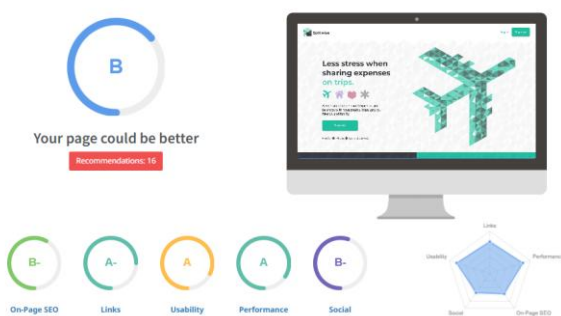 B
Your page could be better
Recommendations: 16
Splitwise
Less stress when
sharing expenses
on trips.
B-
A-
A
A
B-
On-Page SEO
Links
Usability
Performance
Social
Links
Usability
Performance
Social
On-Page SEO